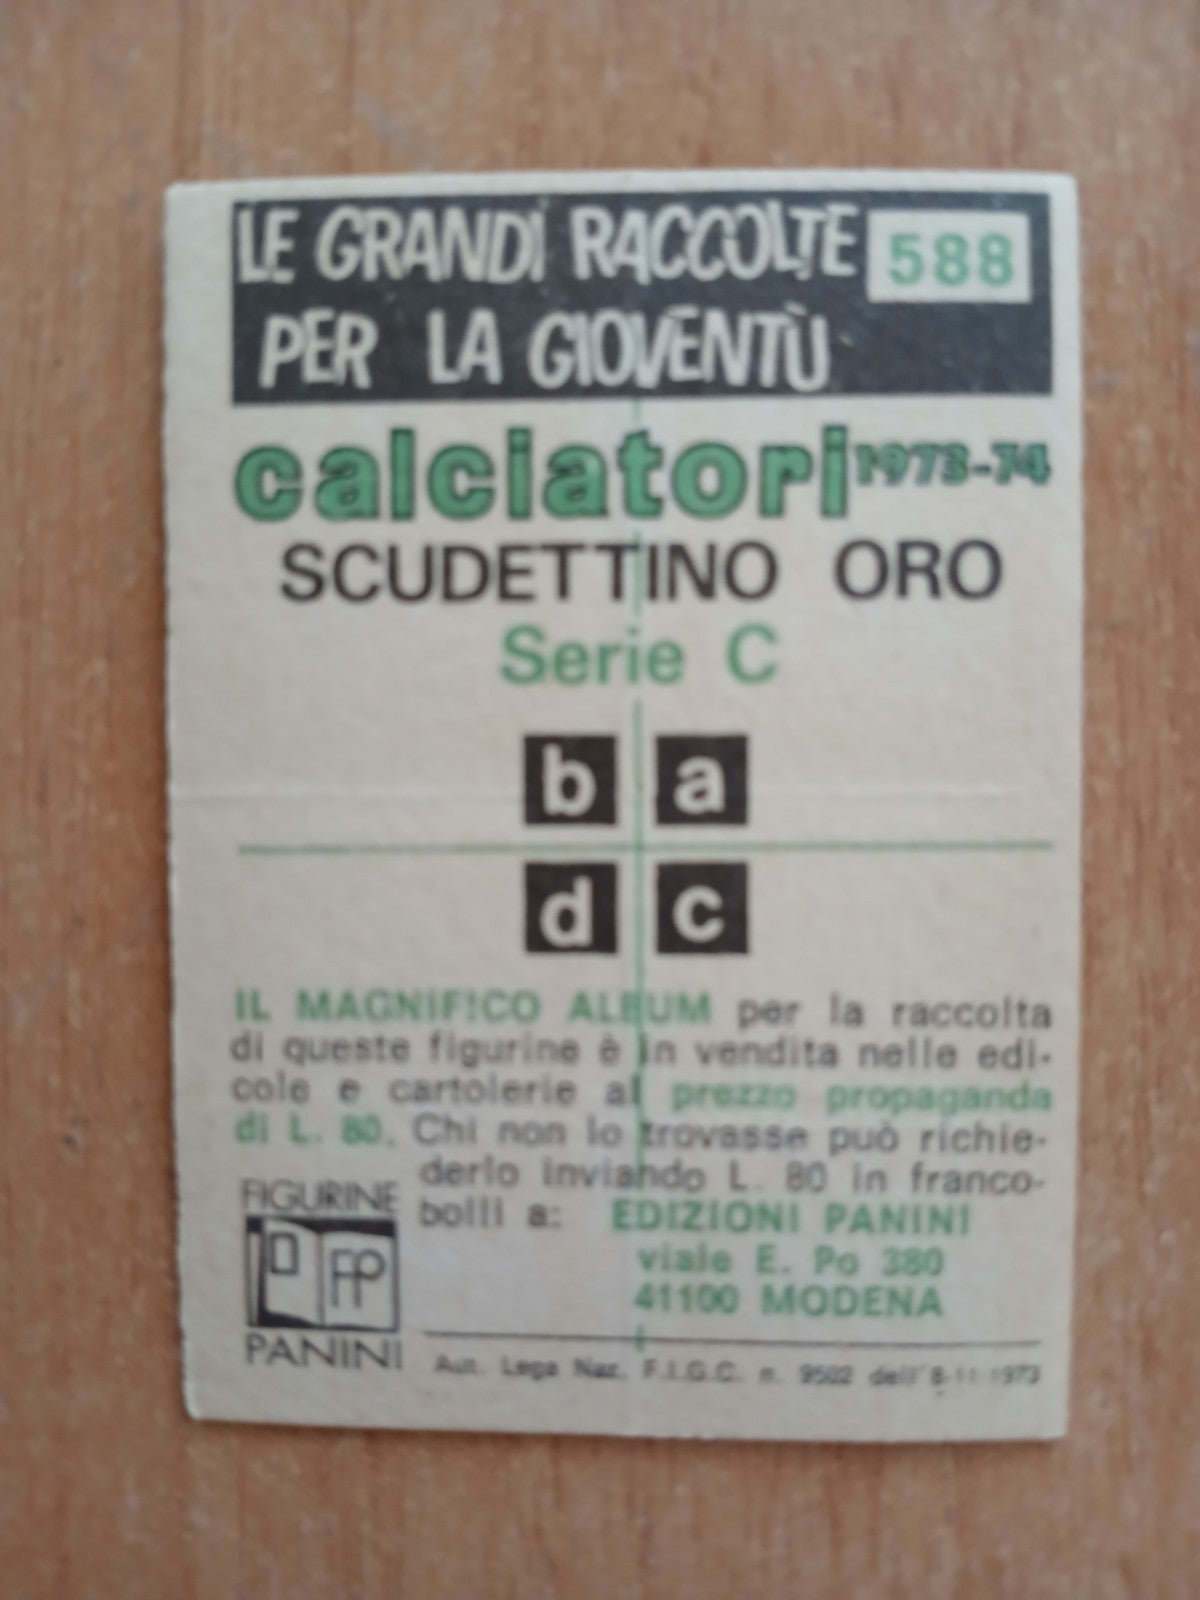 LE GRANDI RACCOLTE 588
PER LA GIOVENTÙ
calciatori 1973-74
SCUDETTINO ORO
Serie C
b a
d c
IL MAGNIFICO ALBUM per la raccolta
di queste figurine è in vendita nelle edi-
cole e cartolerie al prezzo propaganda
di L. 80. Chi non lo trovasse può richie-
derlo inviando L. 80 in franco-
bolli a: EDIZIONI PANINI
viale E. Po 380
41100 MODENA
FIGURINE
FP
PANINI
Aut. Lega Naz. F.I.G.C. n. 9502 dell' 8-11-1973